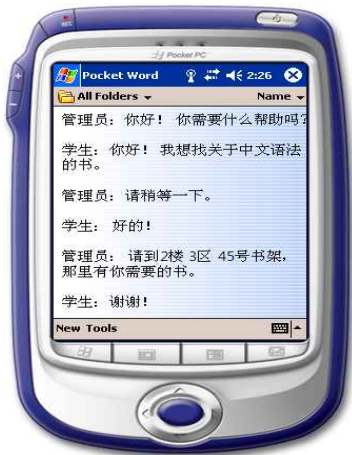 Pocket PC
Pocket Word 2:26
All Folders Name
管理员：你好！ 你需要什么帮助吗？
学生：你好！ 我想找关于中文语法
的书。
管理员：请稍等一下。
学生： 好的！
管理员： 请到2楼 3区 45号书架，
那里有你需要的书。
学生：谢谢！
New Tools